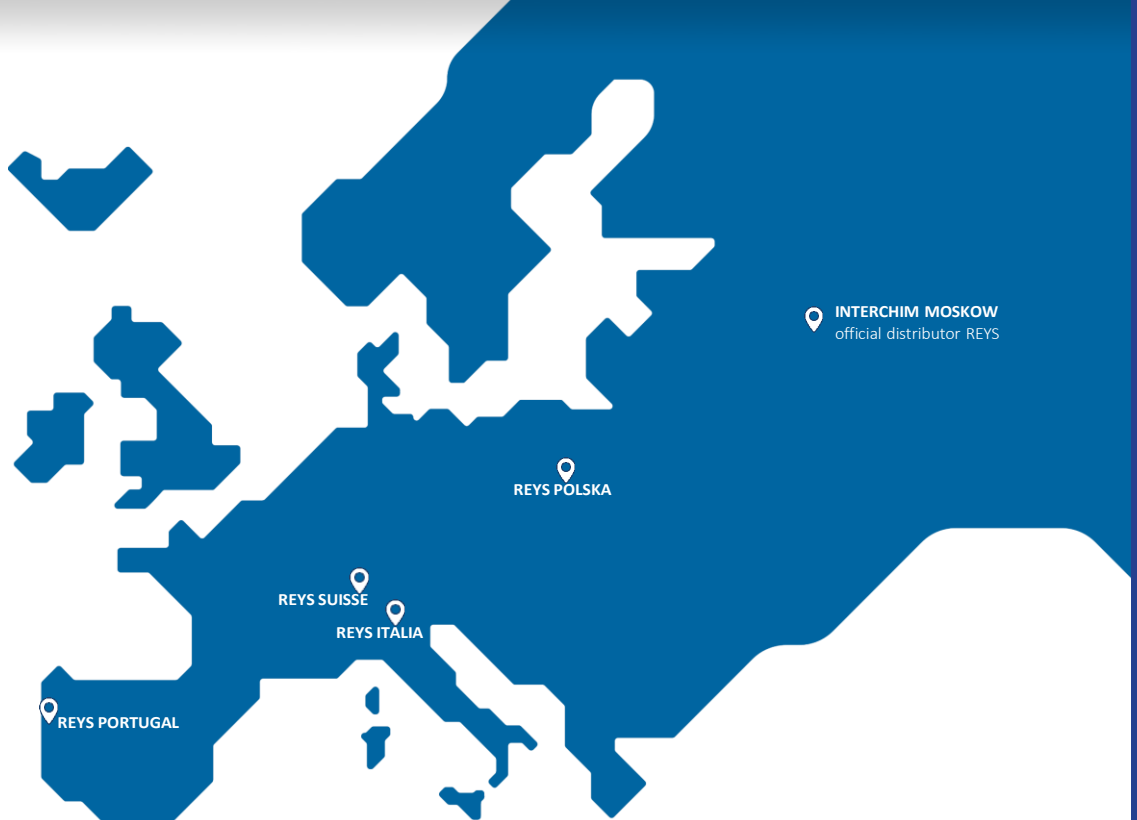 INTERCHIM MOSKOW
official distributor REYS
REYS POLSKA
REYS SUISSE
REYS ITALIA
REYS PORTUGAL